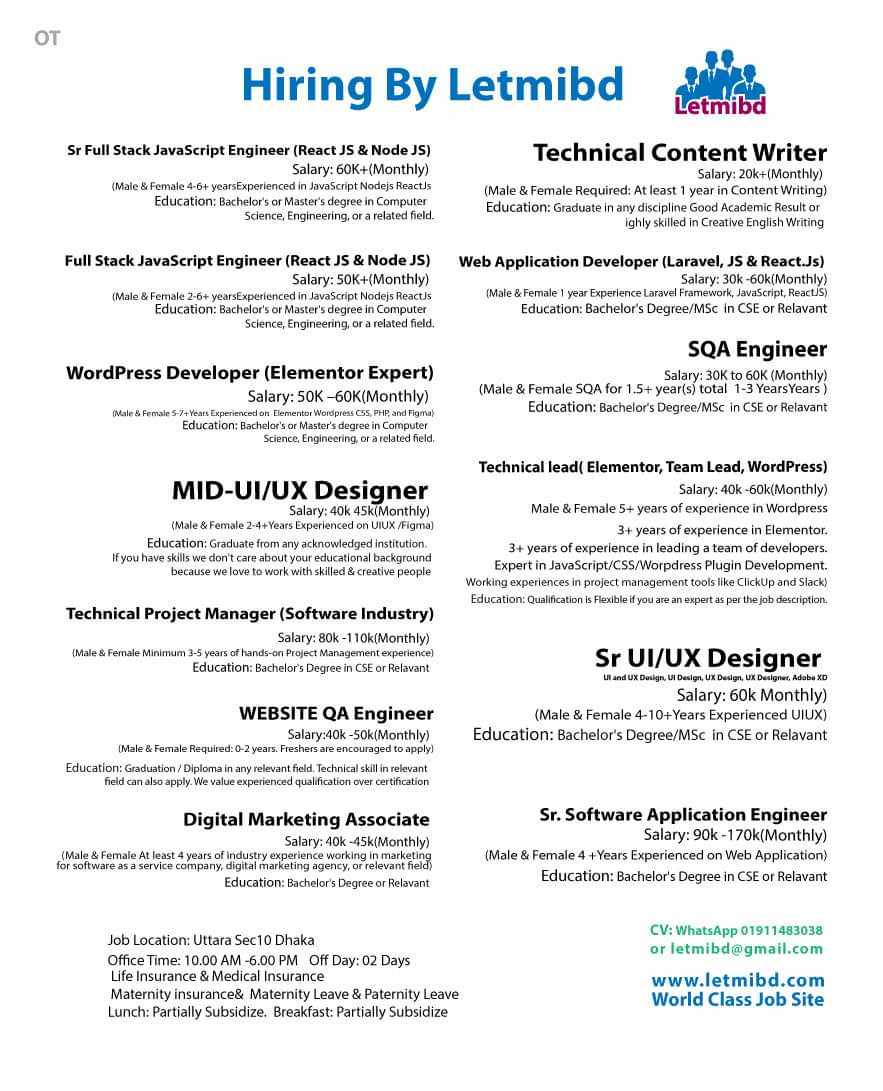 OT
Hiring By Letmibd
Letmibd
Sr Full Stack JavaScript Engineer (React JS & Node JS)
Salary: 60K+(Monthly)
(Male & Female 4-6+ yearsExperienced in JavaScript Nodejs ReactJs
Education: Bachelor's or Master's degree in Computer
Science, Engineering, or a related field.
Full Stack JavaScript Engineer (React JS & Node JS)
Salary: 50K+(Monthly)
(Male & Female 2-6+ yearsExperienced in JavaScript Nodejs ReactJs
Education: Bachelor's or Master's degree in Computer
Science, Engineering, or a related field.
WordPress Developer (Elementor Expert)
Salary: 50K –60K(Monthly)
(Male & Female 5-7+Years Experienced on Elementor Wordpress CSS, PHP, and Figma)
Education: Bachelor's or Master's degree in Computer
Science, Engineering, or a related field.
MID-UI/UX Designer
Salary: 40k 45k(Monthly)
(Male & Female 2-4+Years Experienced on UIUX /Figma)
Education: Graduate from any acknowledged institution.
If you have skills we don't care about your educational background
because we love to work with skilled & creative people
Technical Project Manager (Software Industry)
Salary: 80k -110k(Monthly)
(Male & Female Minimum 3-5 years of hands-on Project Management experience)
Education: Bachelor's Degree in CSE or Relavant
WEBSITE QA Engineer
Salary:40k -50k(Monthly)
(Male & Female Required: 0-2 years. Freshers are encouraged to apply)
Education: Graduation / Diploma in any relevant field. Technical skill in relevant
field can also apply. We value experienced qualification over certification
Digital Marketing Associate
Salary: 40k -45k(Monthly)
(Male & Female At least 4 years of industry experience working in marketing
for software as a service company, digital marketing agency, or relevant field)
Education: Bachelor's Degree or Relavant
Technical Content Writer
Salary: 20k+(Monthly)
(Male & Female Required: At least 1 year in Content Writing)
Education: Graduate in any discipline Good Academic Result or
ighly skilled in Creative English Writing
Web Application Developer (Laravel, JS & React.Js)
Salary: 30k -60k(Monthly)
(Male & Female 1 year Experience Laravel Framework, JavaScript, ReactJS)
Education: Bachelor's Degree/MSc in CSE or Relavant
SQA Engineer
Salary: 30K to 60K (Monthly)
(Male & Female SQA for 1.5+ year(s) total 1-3 YearsYears )
Education: Bachelor's Degree/MSc in CSE or Relavant
Technical lead( Elementor, Team Lead, WordPress)
Salary: 40k -60k(Monthly)
Male & Female 5+ years of experience in Wordpress
3+ years of experience in Elementor.
3+ years of experience in leading a team of developers.
Expert in JavaScript/CSS/Worpdress Plugin Development.
Working experiences in project management tools like ClickUp and Slack)
Education: Qualification is Flexible if you are an expert as per the job description.
Sr UI/UX Designer
UI and UX Design, UI Design, UX Design, UX Designer, Adobe XD
Salary: 60k Monthly)
(Male & Female 4-10+Years Experienced UIUX)
Education: Bachelor's Degree/MSc in CSE or Relavant
Sr. Software Application Engineer
Salary: 90k -170k(Monthly)
(Male & Female 4 +Years Experienced on Web Application)
Education: Bachelor's Degree in CSE or Relavant
Job Location: Uttara Sec10 Dhaka
Office Time: 10.00 AM -6.00 PM Off Day: 02 Days
Life Insurance & Medical Insurance
Maternity insurance& Maternity Leave & Paternity Leave
Lunch: Partially Subsidize. Breakfast: Partially Subsidize
CV: WhatsApp 01911483038
or letmibd@gmail.com
www.letmibd.com
World Class Job Site